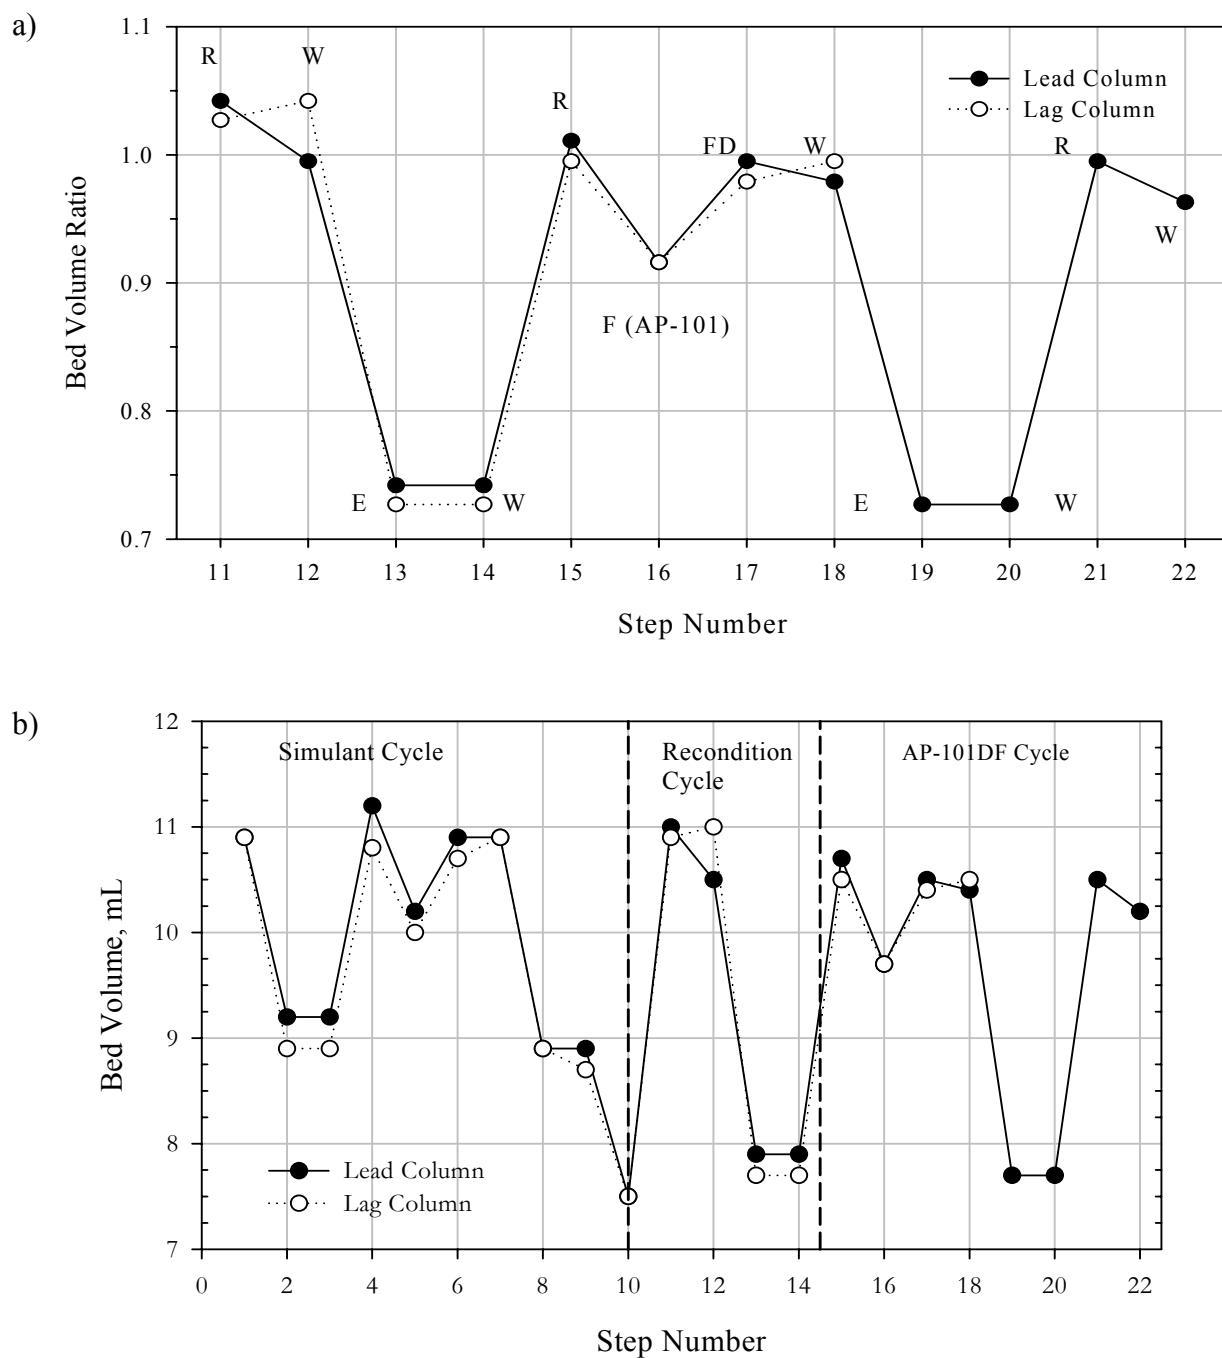 a)
1.1
1.0
0.9
0.8
0.7
Bed Volume Ratio
R
W
R
FD
W
R
W
Lead Column
Lag Column
F (AP-101)
E
W
E
W
11 12 13 14 15 16 17 18 19 20 21 22
Step Number
b)
12
11
10
9
8
7
Bed Volume, mL
Simulant Cycle
Recondition
Cycle
AP-101DF Cycle
Lead Column
Lag Column
0 2 4 6 8 10 12 14 16 18 20 22
Step Number